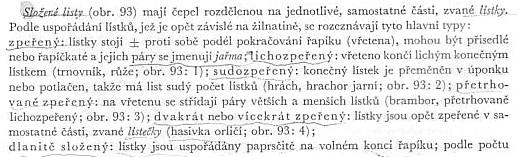 Složené listy (obr. 93) mají čepel rozdělenou na jednotlivé, samostatné části, zvané lístky.
Podle uspořádání lístků, jež je opět závislé na žilnatině, se rozeznávají tyto hlavní typy:
zpeřený: lístky stojí ± proti sobě podél pokračování řapíku (vřetena), mohou být přisedlé
nebo řapíčkaté a jejich páry se jmenují jařma; lichozpeřený: vřeteno končí lichým konečným
lístkem (trnovník, růže; obr. 93: 1); sudozpeřený: konečný lístek je přeměněn v úponku
nebo potlačen, takže má list sudý počet lístků (hrách, hrachor jarní; obr. 93: 2); přetrho-
vaně zpeřený: na vřetenu se střídají páry větších a menších lístků (brambor, přetrhovaně
lichozpeřený; obr. 93: 3); dvakrát nebo vícekrát zpeřený: lístky jsou opět zpeřené v sa-
mostatné části, zvané lístečky (hasivka orličí; obr. 93: 4);
dlanitě složený: lístky jsou uspořádány paprsčitě na volném konci řapíku; podle počtu